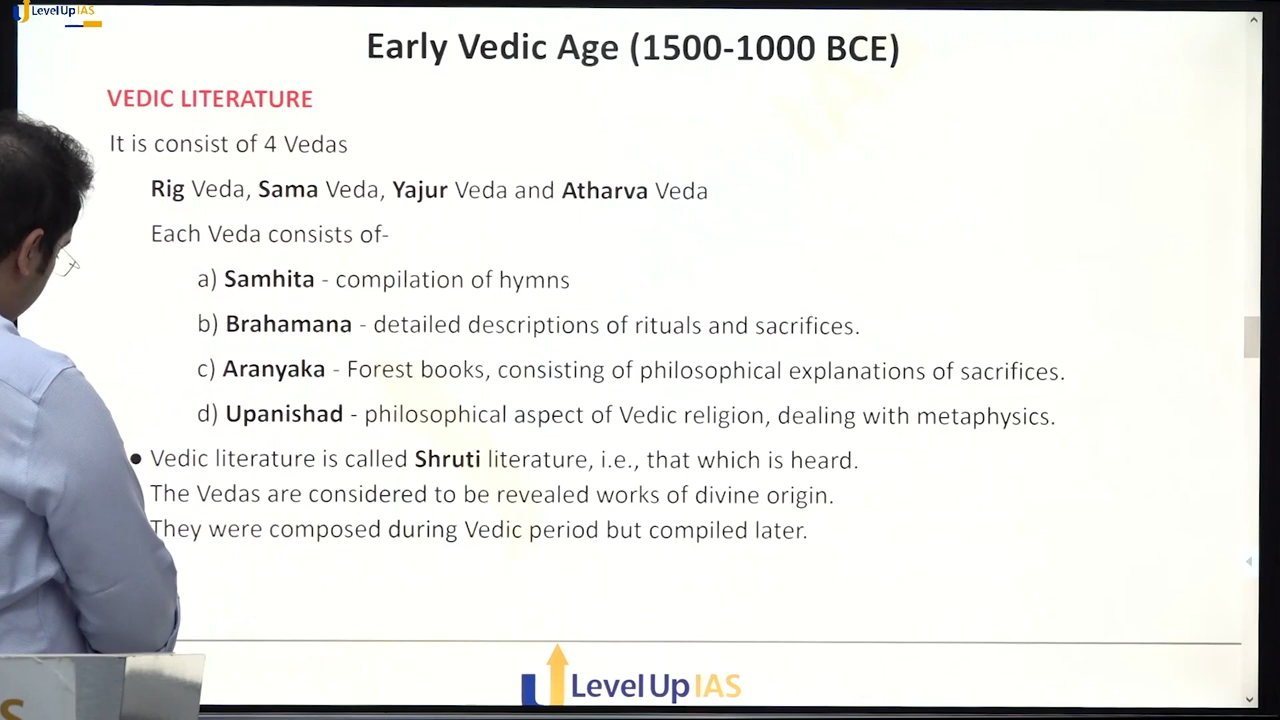 Level Up IAS
Early Vedic Age (1500-1000 BCE)
VEDIC LITERATURE
It is consist of 4 Vedas
Rig Veda, Sama Veda, Yajur Veda and Atharva Veda
Each Veda consists of-
a) Samhita - compilation of hymns
b) Brahamana - detailed descriptions of rituals and sacrifices.
c) Aranyaka - Forest books, consisting of philosophical explanations of sacrifices.
d) Upanishad - philosophical aspect of Vedic religion, dealing with metaphysics.
● Vedic literature is called Shruti literature, i.e., that which is heard.
The Vedas are considered to be revealed works of divine origin.
They were composed during Vedic period but compiled later.
Level Up IAS